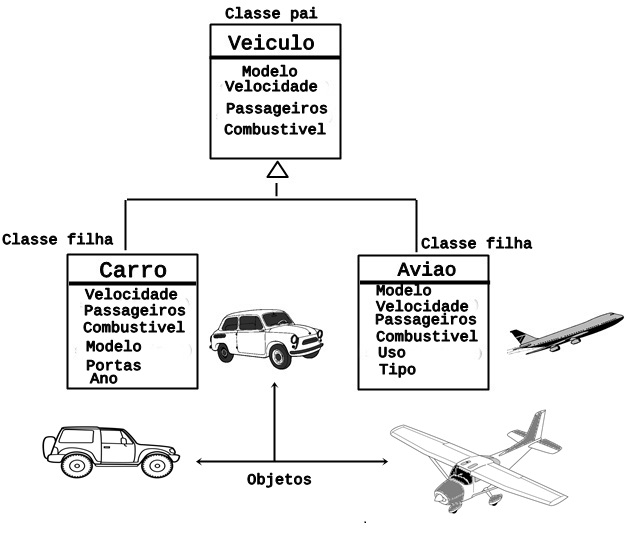 Classe pai
Veiculo
Modelo
Velocidade
Passageiros
Combustivel
Classe filha
Carro
Velocidade
Passageiros
Combustivel
Modelo
Portas
Ano
Classe filha
Aviao
Modelo
Velocidade
Passageiros
Combustivel
Uso
Tipo
Objetos